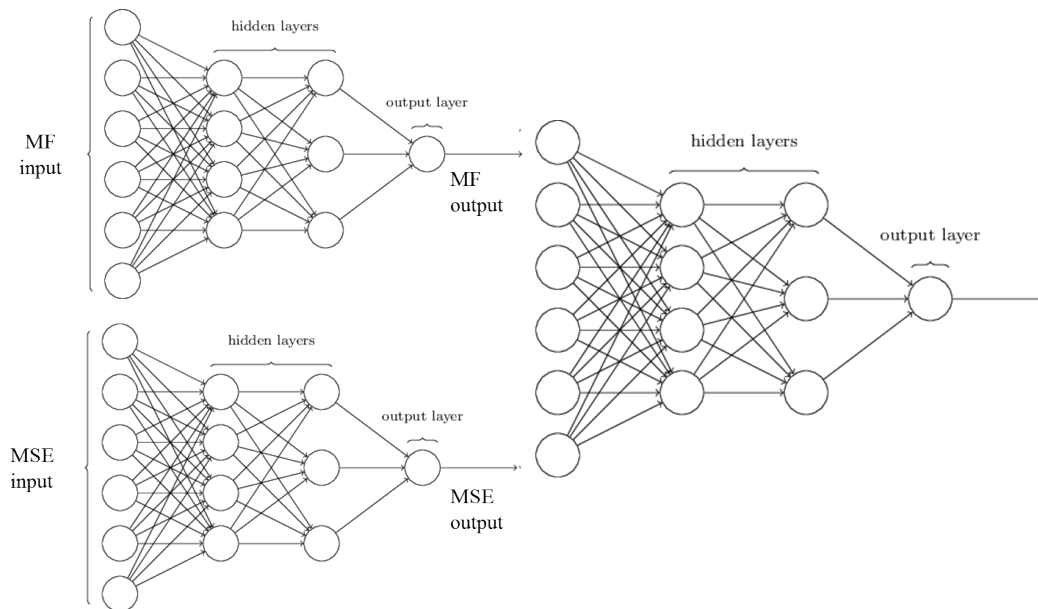 hidden layers
output layer
MF
input
MF
output
hidden layers
output layer
hidden layers
output layer
MSE
input
MSE
output